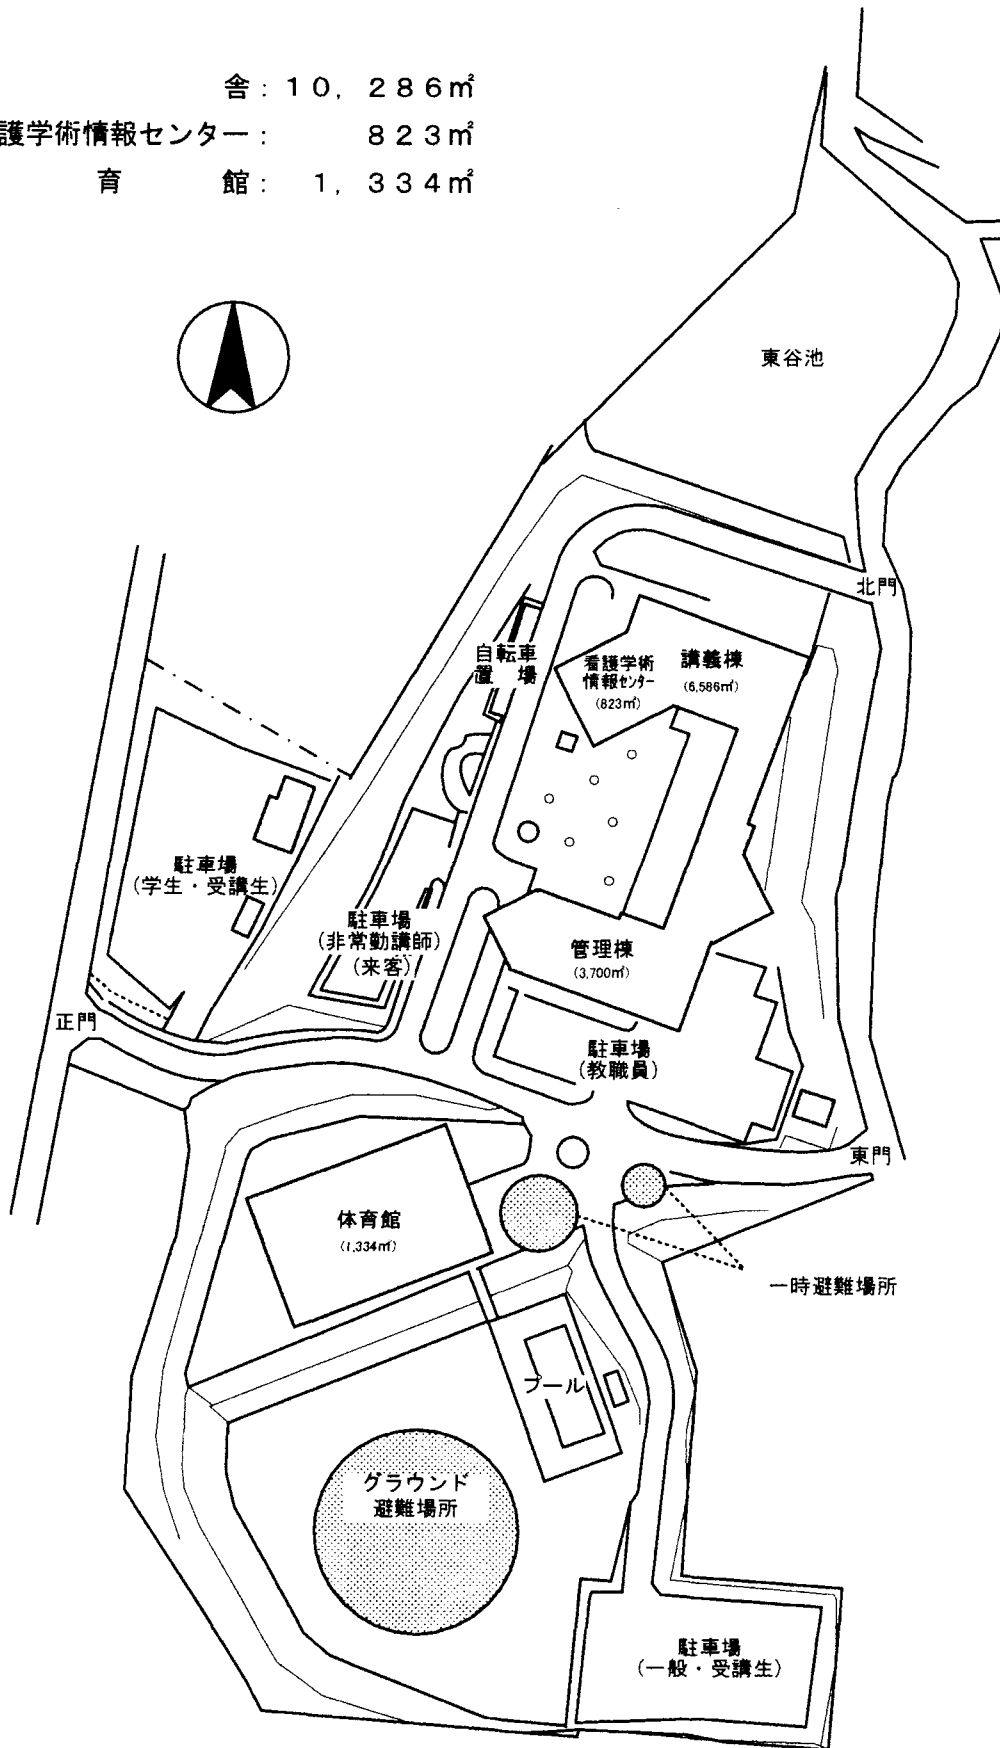 舎：１０，２８６㎡
護学術情報センター：　８２３㎡
育　館：　１，３３４㎡
東谷池
北門
自転車
置　場
看護学術
情報センター
(823㎡)
講義棟
(6,586㎡)
駐車場
(学生・受講生)
駐車場
(非常勤講師)
(来客)
管理棟
(3,700㎡)
正門
駐車場
(教職員)
東門
体育館
(1,334㎡)
一時避難場所
プール
グラウンド
避難場所
駐車場
(一般・受講生)